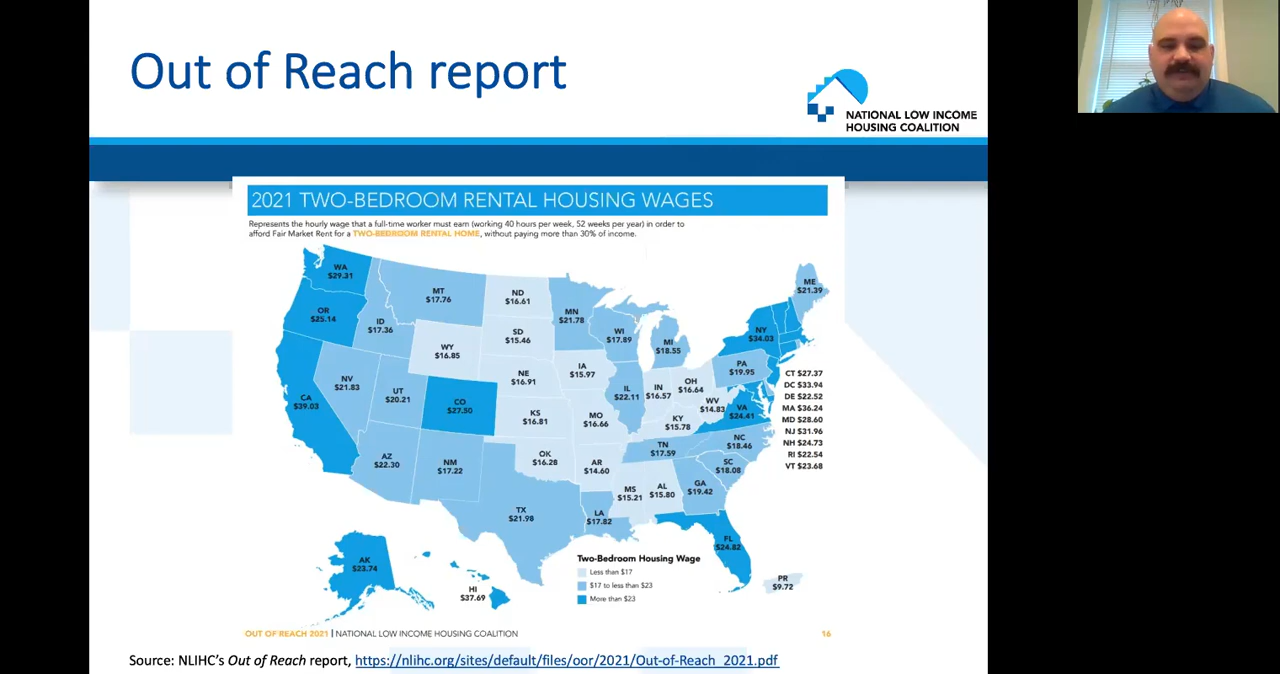 Out of Reach report
NATIONAL LOW INCOME
HOUSING COALITION
2021 TWO-BEDROOM RENTAL HOUSING WAGES
Represents the hourly wage that a full-time worker must earn (working 40 hours per week, 52 weeks per year) in order to
afford Fair Market Rent for a TWO-BEDROOM RENTAL HOME, without paying more than 30% of income.
WA
$29.31
OR
$25.14
ID
$17.36
MT
$17.76
ND
$16.61
MN
$21.78
ME
$21.39
SD
$15.46
WI
$17.89
MI
$18.55
NY
$34.03
WY
$16.85
NV
$21.83
UT
$20.21
CO
$27.50
NE
$16.91
IA
$15.97
IL
$22.11
IN
$16.57
OH
$16.64
PA
$19.95
CA
$39.03
KS
$16.81
MO
$16.66
KY
$15.78
WV
$14.83
VA
$24.41
CT $27.37
DC $33.94
DE $22.52
MA $36.24
MD $28.60
NJ $31.96
NH $24.73
RI $22.54
VT $23.68
AZ
$22.30
NM
$17.22
OK
$16.28
AR
$14.60
TN
$17.59
NC
$18.46
SC
$18.08
TX
$21.98
LA
$17.82
MS
$15.21
AL
$15.80
GA
$19.42
FL
$24.82
AK
$23.74
HI
$37.69
PR
$9.72
Two-Bedroom Housing Wage
Less than $17
$17 to less than $23
More than $23
OUT OF REACH 2021 | NATIONAL LOW INCOME HOUSING COALITION
16
Source: NLIHC's Out of Reach report, https://nlihc.org/sites/default/files/oor/2021/Out-of-Reach_2021.pdf